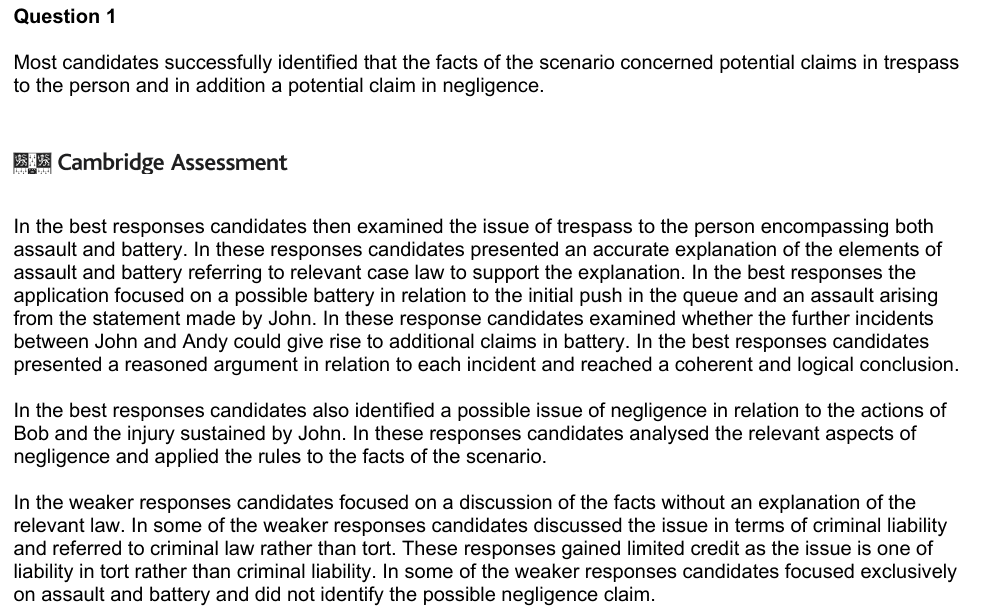 Question 1
Most candidates successfully identified that the facts of the scenario concerned potential claims in trespass
to the person and in addition a potential claim in negligence.
Cambridge Assessment
In the best responses candidates then examined the issue of trespass to the person encompassing both
assault and battery. In these responses candidates presented an accurate explanation of the elements of
assault and battery referring to relevant case law to support the explanation. In the best responses the
application focused on a possible battery in relation to the initial push in the queue and an assault arising
from the statement made by John. In these response candidates examined whether the further incidents
between John and Andy could give rise to additional claims in battery. In the best responses candidates
presented a reasoned argument in relation to each incident and reached a coherent and logical conclusion.
In the best responses candidates also identified a possible issue of negligence in relation to the actions of
Bob and the injury sustained by John. In these responses candidates analysed the relevant aspects of
negligence and applied the rules to the facts of the scenario.
In the weaker responses candidates focused on a discussion of the facts without an explanation of the
relevant law. In some of the weaker responses candidates discussed the issue in terms of criminal liability
and referred to criminal law rather than tort. These responses gained limited credit as the issue is one of
liability in tort rather than criminal liability. In some of the weaker responses candidates focused exclusively
on assault and battery and did not identify the possible negligence claim.